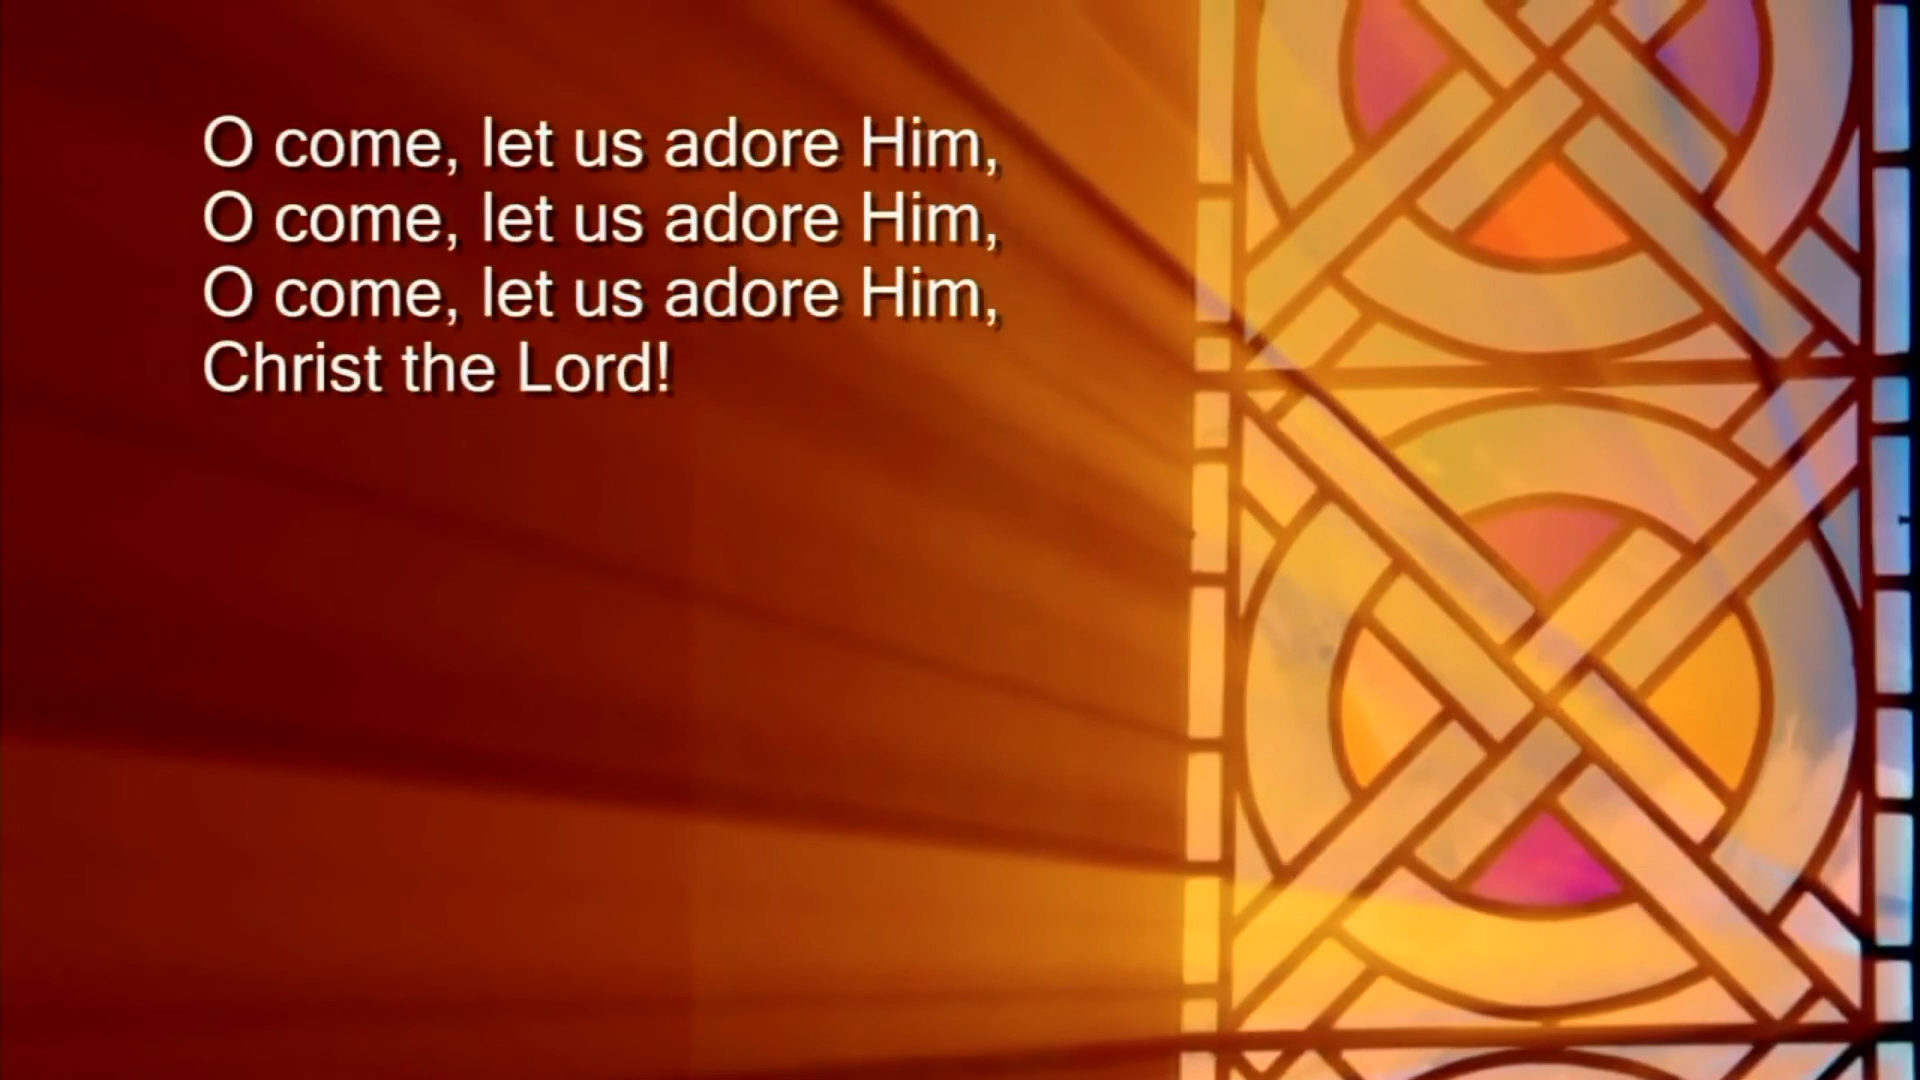 O come, let us adore Him,
O come, let us adore Him,
O come, let us adore Him,
Christ the Lord!